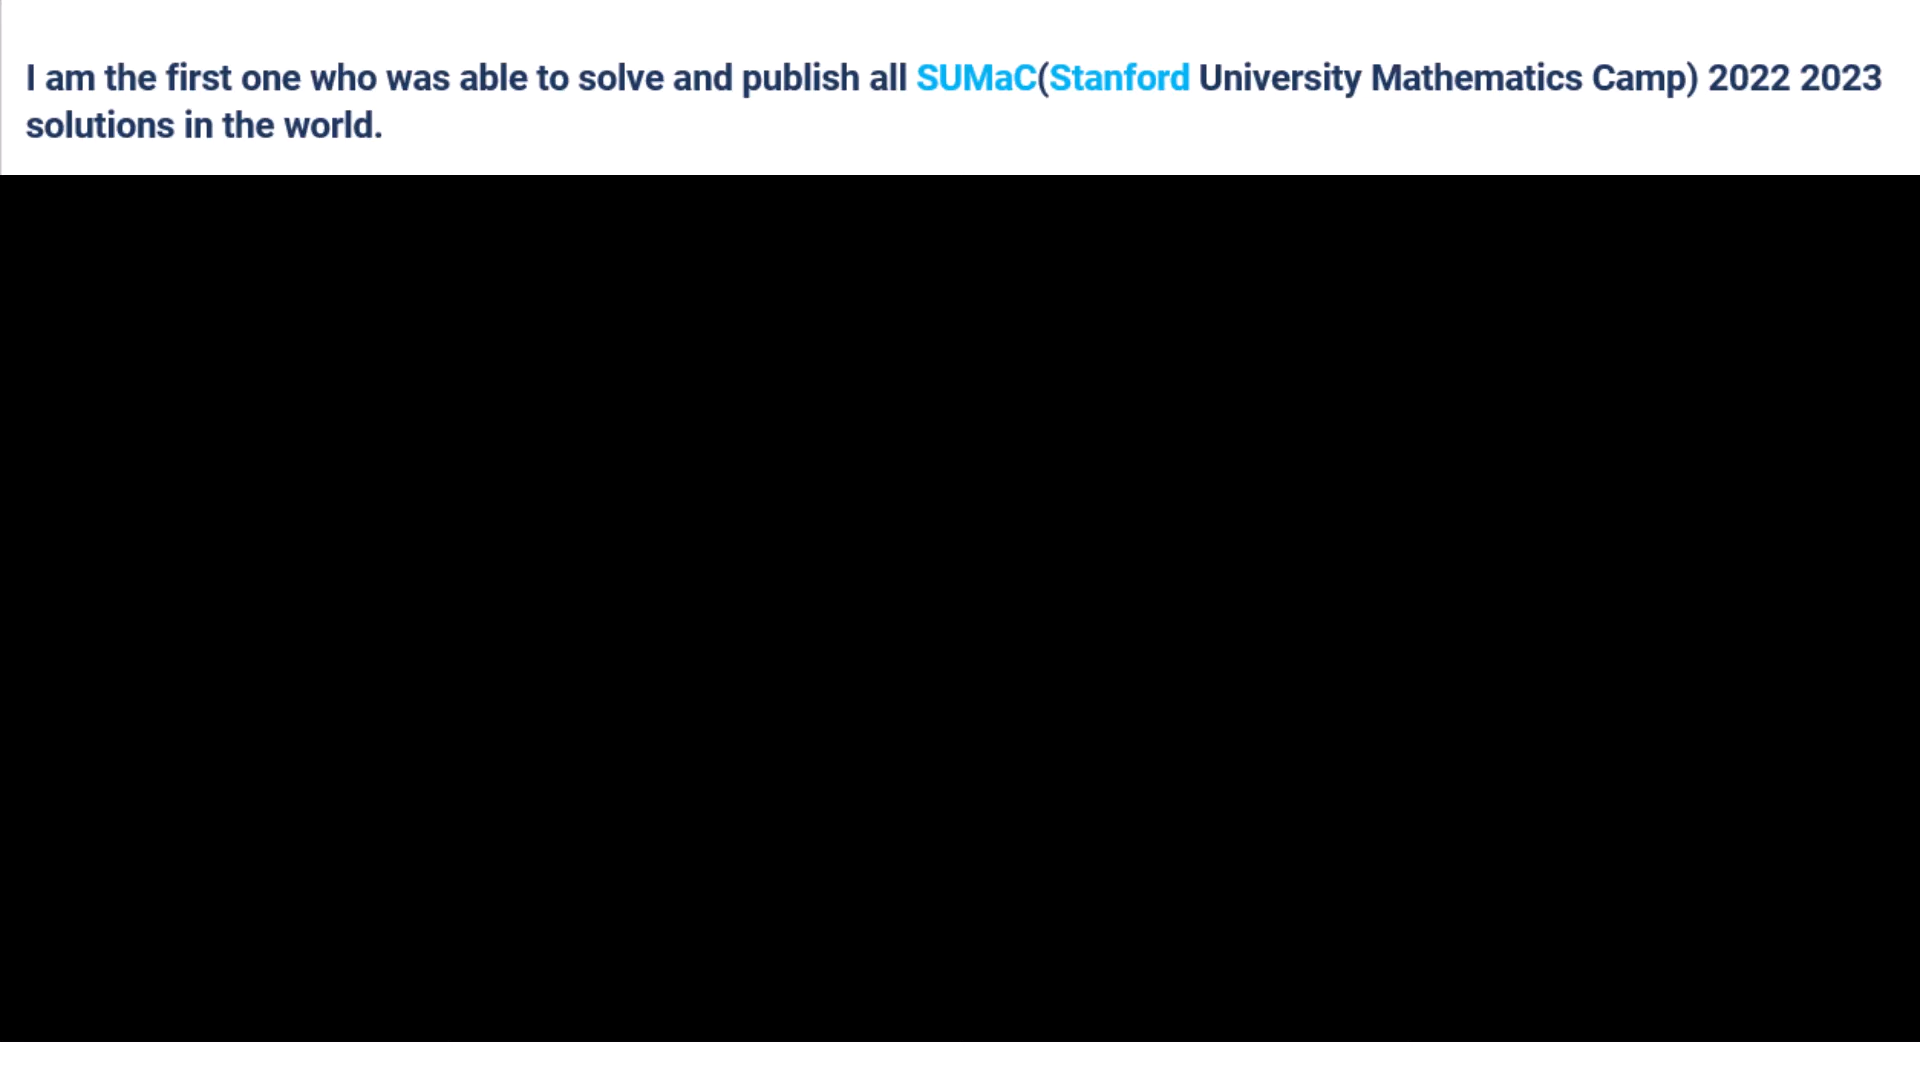 I am the first one who was able to solve and publish all SUMaC(Stanford University Mathematics Camp) 2022 2023
solutions in the world.